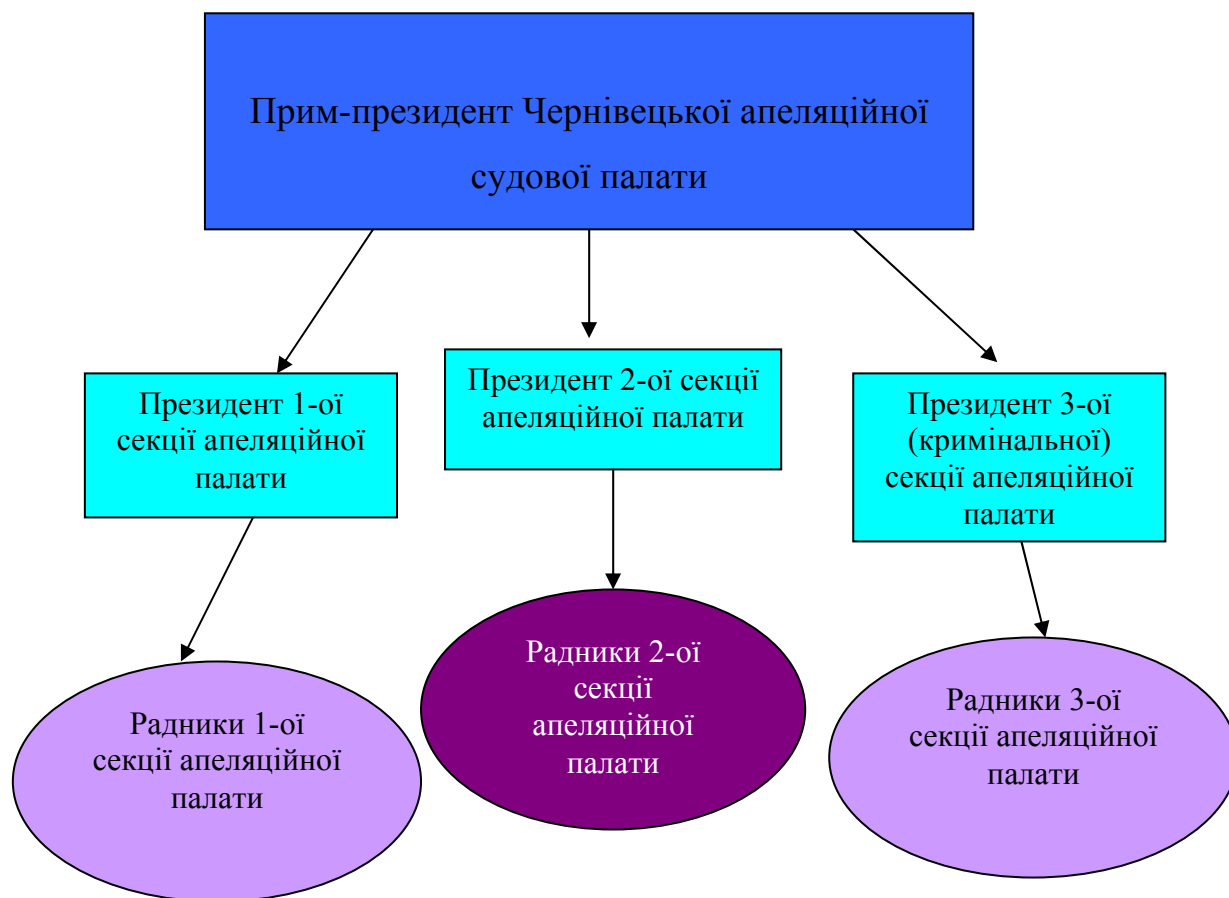 Прим-президент Чернівецької апеляційної
судової палати
Президент 1-ої
секції апеляційної
палати
Президент 2-ої секції
апеляційної палати
Президент 3-ої
(кримінальної)
секції апеляційної
палати
Радники 1-ої
секції апеляційної
палати
Радники 2-ої
секції
апеляційної
палати
Радники 3-ої
секції апеляційної
палати